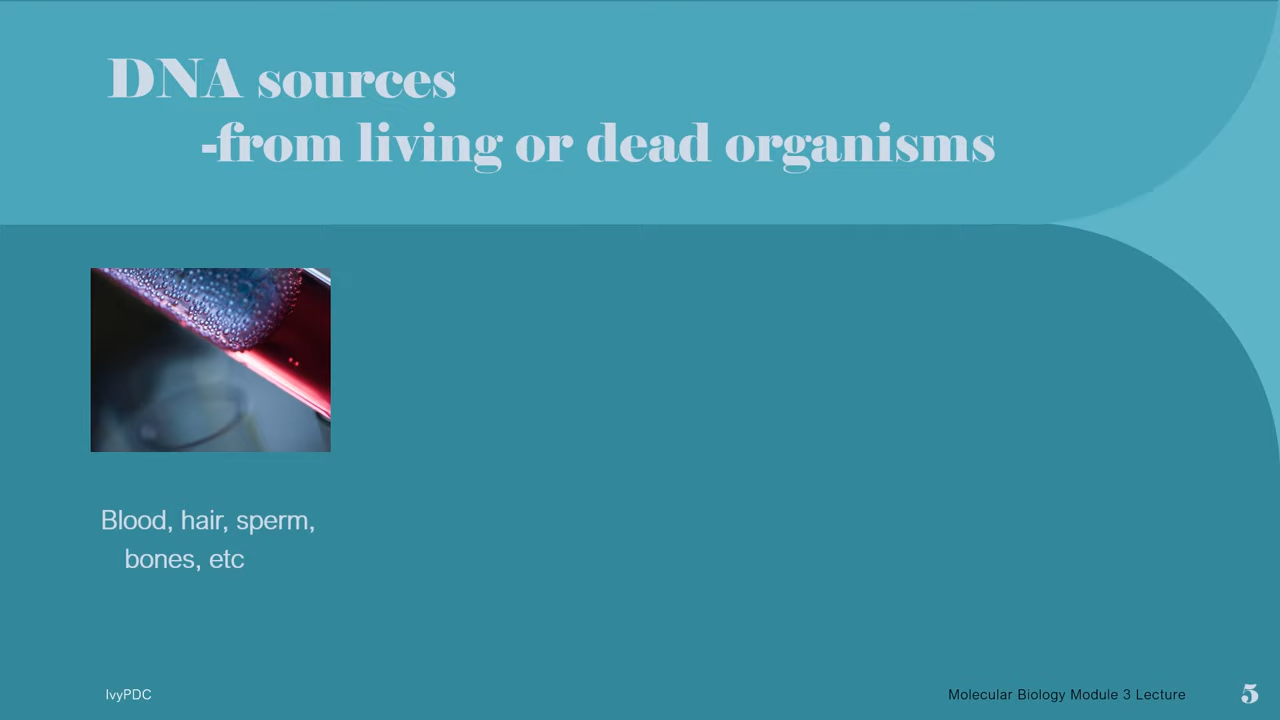 DNA sources
-from living or dead organisms
Blood, hair, sperm,
bones, etc
IvyPDC
Molecular Biology Module 3 Lecture
5